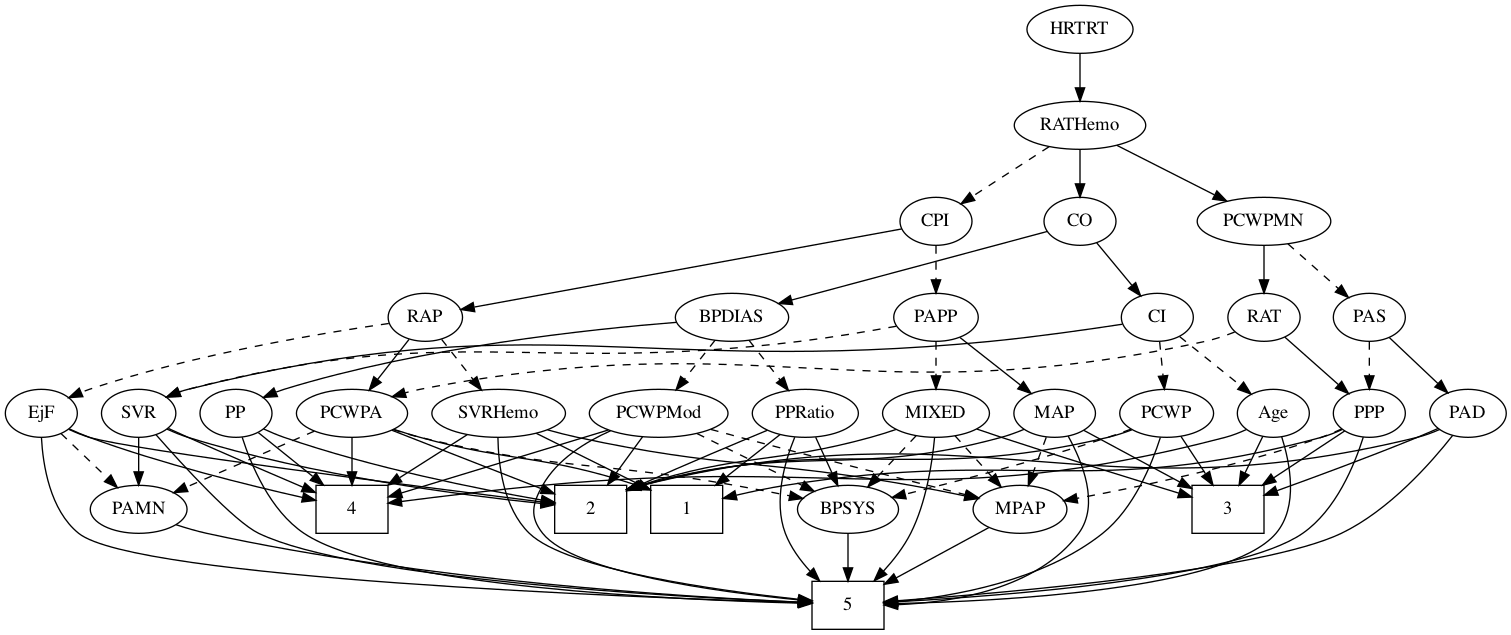 HRTRT
RATHemo
CPI
CO
PCWPMN
RAP
BPDIAS
PAPP
CI
RAT
PAS
EjF
SVR
PP
PCWPA
SVRHemo
PCWPMod
PPRatio
MIXED
MAP
PCWP
Age
PPP
PAD
PAMN
4
2
1
BPSYS
MPAP
3
5